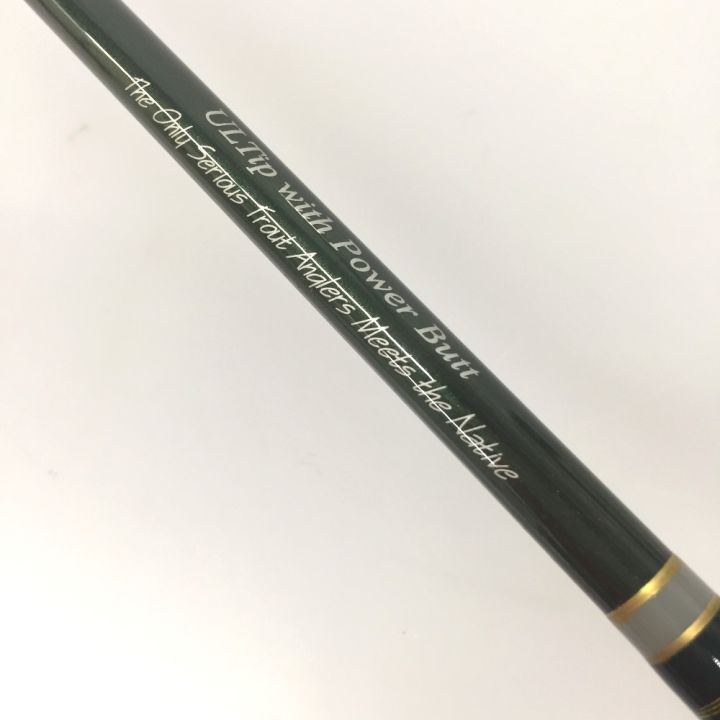 ULTip with Power Butt
The Only Serious Trout Anglers Meets the Native